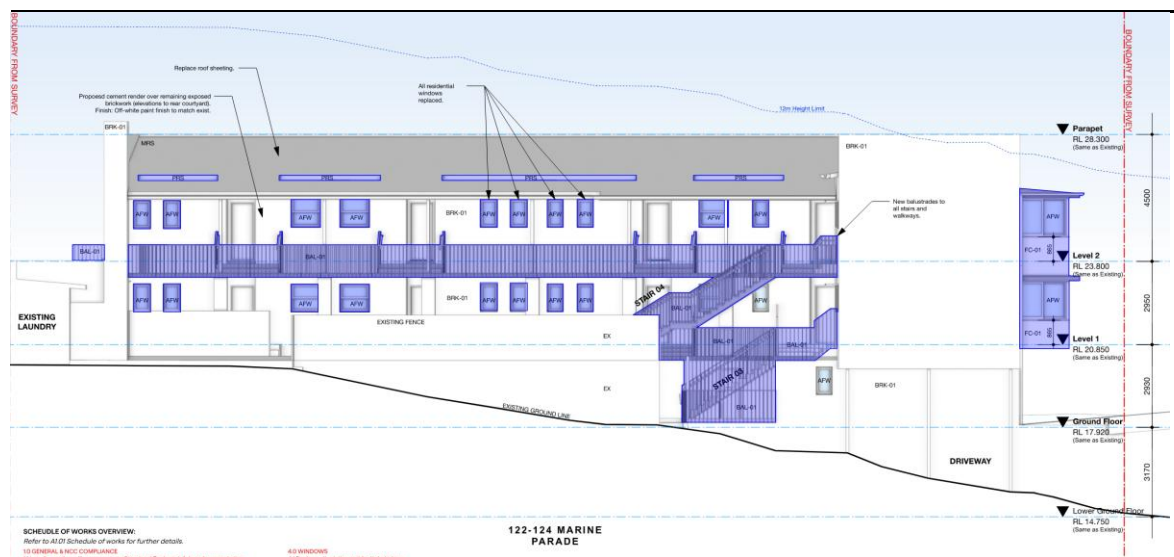 BOUNDARY FROM SURVEY
BOUNDARY FROM SURVEY
Replace roof sheeting.
Proposed cement render over remaining exposed
brickwork (elevations to rear courtyard).
Finish: Off-white paint finish to match exist.
All residential
windows
replaced.
12m Height Limit
BRK-01
MRS
BRK-01
Parapet
RL 28.300
(Same as Existing)
PRS
PRS
PRS
PRS
4500
New balustrades to
all stairs and
walkways.
AFW
AFW
AFW
AFW
BRK-01
AFW
AFW
AFW
AFW
AFW
AFW
AFW
BAL-01
BAL-01
BAL-01
FC-01
865
Level 2
RL 23.800
(Same as Existing)
2950
AFW
AFW
AFW
AFW
BRK-01
AFW
AFW
AFW
AFW
AFW
AFW
STAIR 04
BAL-01
EXISTING
LAUNDRY
EXISTING FENCE
EX
BAL-01
BAL-01
FC-01
865
Level 1
RL 20.850
(Same as Existing)
2930
STAIR 03
AFW
BRK-01
EX
BAL-01
EXISTING GROUND LINE
Ground Floor
RL 17.920
(Same as Existing)
DRIVEWAY
3170
Lower Ground Floor
RL 14.750
(Same as Existing)
122-124 MARINE
PARADE
SCHEUDLE OF WORKS OVERVIEW:
Refer to A1.01 Schedule of works for further details.
1.0 GENERAL & NCC COMPLIANCE
4.0 WINDOWS